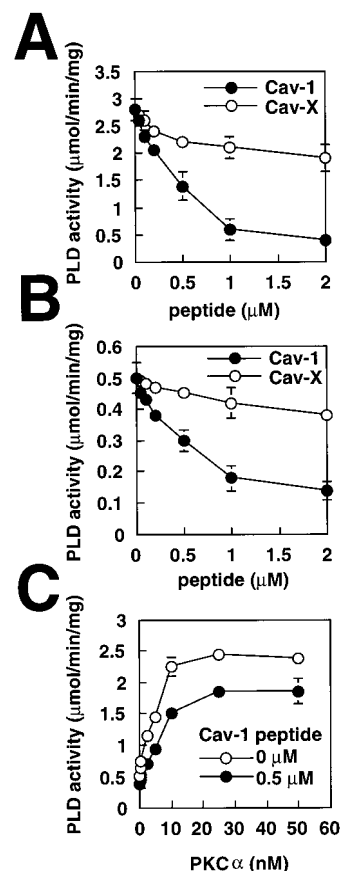 A
PLD activity (μmol/min/mg)
3.5
3
2.5
2
1.5
1
0.5
0
Cav-1
Cav-X
0 0.5 1 1.5 2
peptide (μM)
B
PLD activity (μmol/min/mg)
0.6
0.5
0.4
0.3
0.2
0.1
0
Cav-1
Cav-X
0 0.5 1 1.5 2
peptide (μM)
C
PLD activity (μmol/min/mg)
3
2.5
2
1.5
1
0.5
0
Cav-1 peptide
0 μM
0.5 μM
0 10 20 30 40 50 60
PKCα (nM)